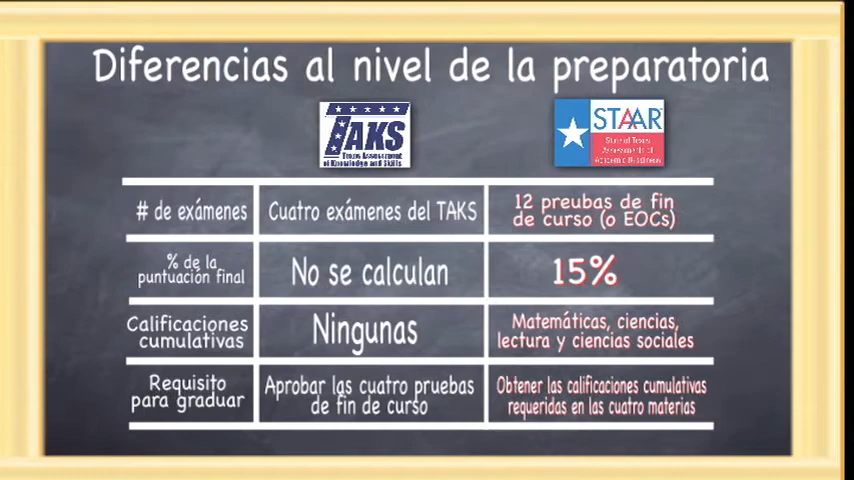 Diferencias al nivel de la preparatoria
TAKS
Texas Assessment
of Knowledge and Skills
STAAR
State of Texas
Assessments of
Academic Readiness
# de exámenes
Cuatro exámenes del TAKS
12 preubas de fin
de curso (o EOCs)
% de la
puntuación final
No se calculan
15%
Calificaciones
cumulativas
Ningunas
Matemáticas, ciencias,
lectura y ciencias sociales
Requisito
para graduar
Aprobar las cuatro pruebas
de fin de curso
Obtener las calificaciones cumulativas
requeridas en las cuatro materias